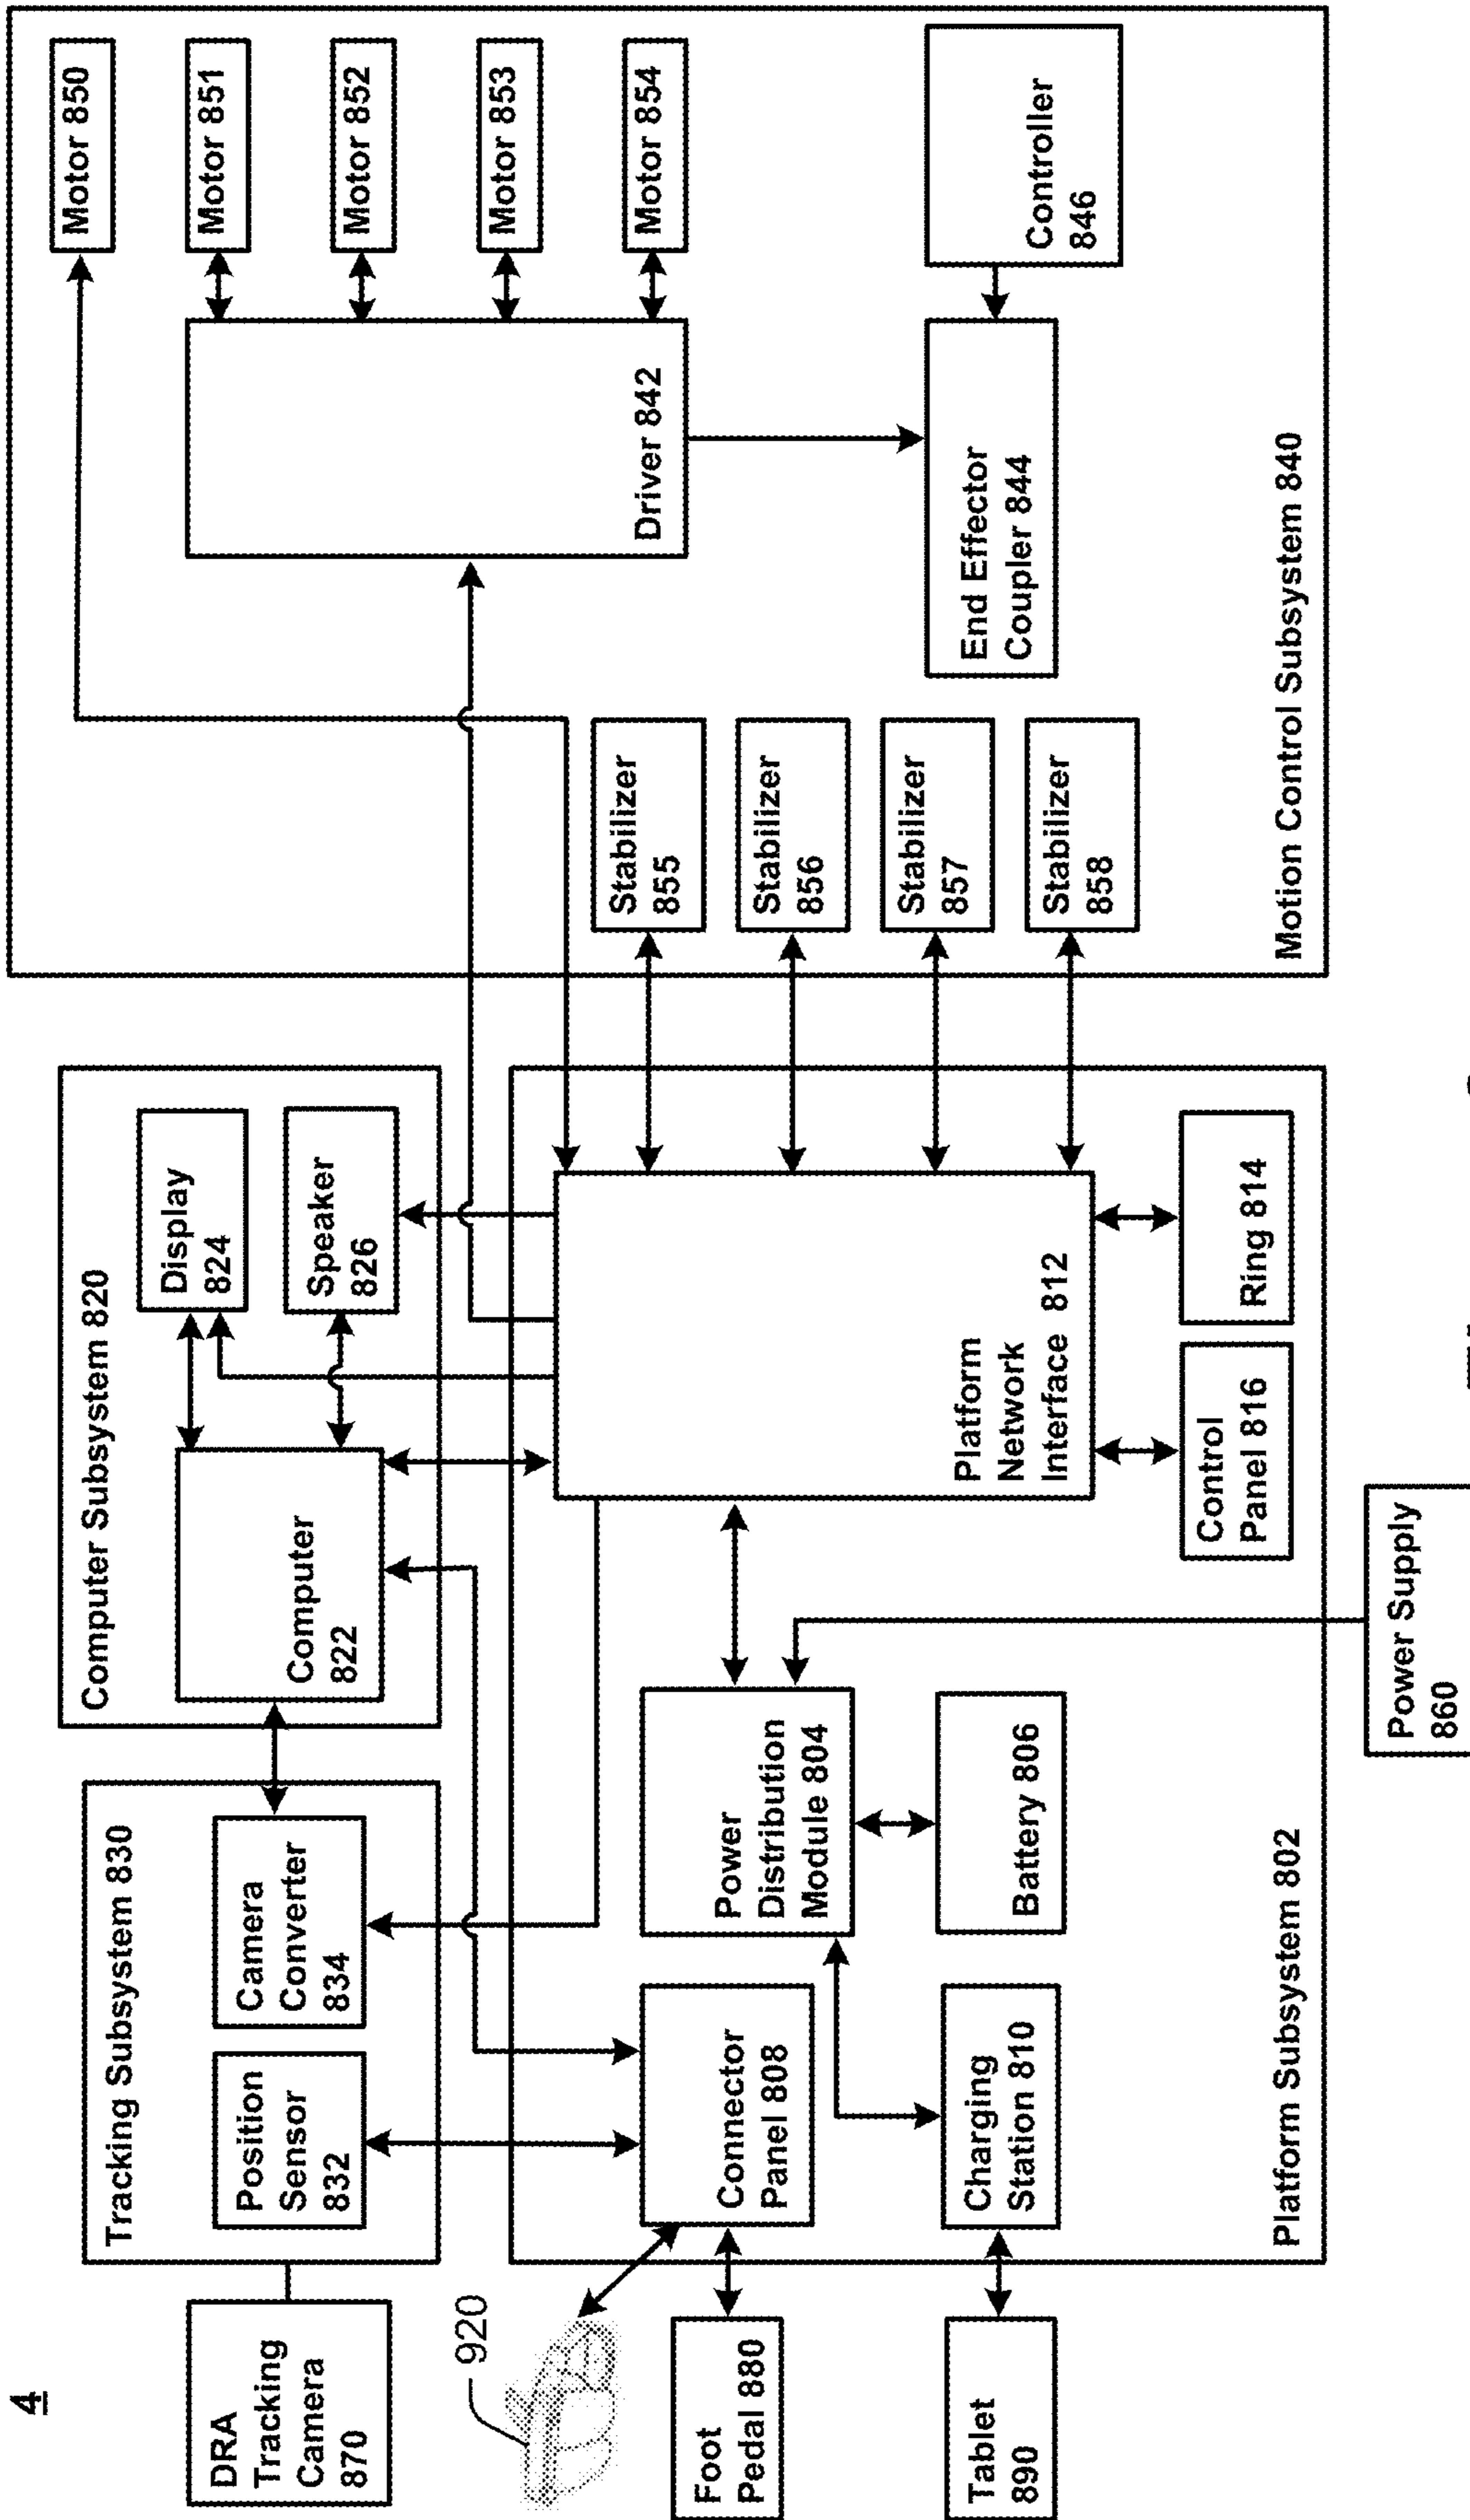 4
DRA
Tracking
Camera
870
Tracking Subsystem 830
Position
Sensor
832
Camera
Converter
834
Computer Subsystem 820
Computer
822
Display
824
Speaker
826
920
Foot
Pedal 880
Tablet
890
Connector
Panel 808
Charging
Station 810
Power
Distribution
Module 804
Battery 806
Platform
Network
Interface 812
Control
Panel 816
Ring 814
Platform Subsystem 802
Power Supply
860
Motor 850
Motor 851
Motor 852
Motor 853
Motor 854
Driver 842
Controller
846
End Effector
Coupler 844
Stabilizer
855
Stabilizer
856
Stabilizer
857
Stabilizer
858
Motion Control Subsystem 840